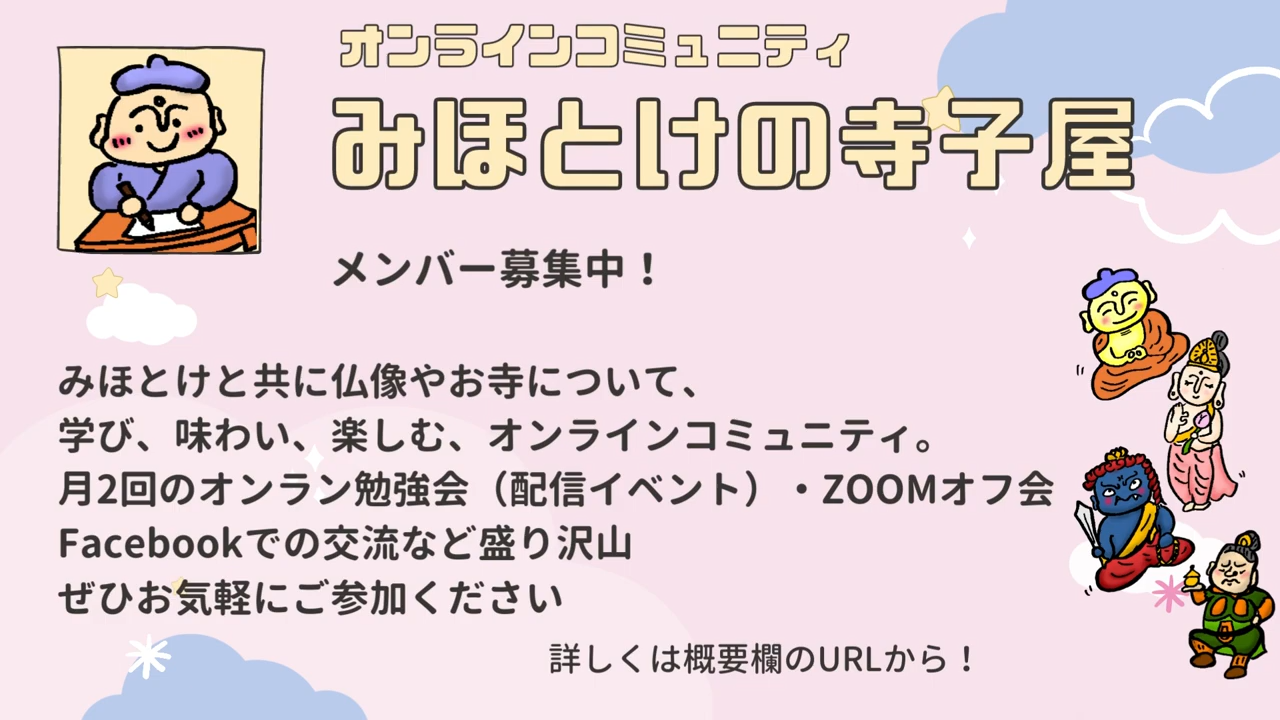 オンラインコミュニティ
みほとけの寺子屋
メンバー募集中！
みほとけと共に仏像やお寺について、
学び、味わい、楽しむ、オンラインコミュニティ。
月2回のオンラン勉強会（配信イベント）・ZOOMオフ会
Facebookでの交流など盛り沢山
ぜひお気軽にご参加ください
詳しくは概要欄のURLから！